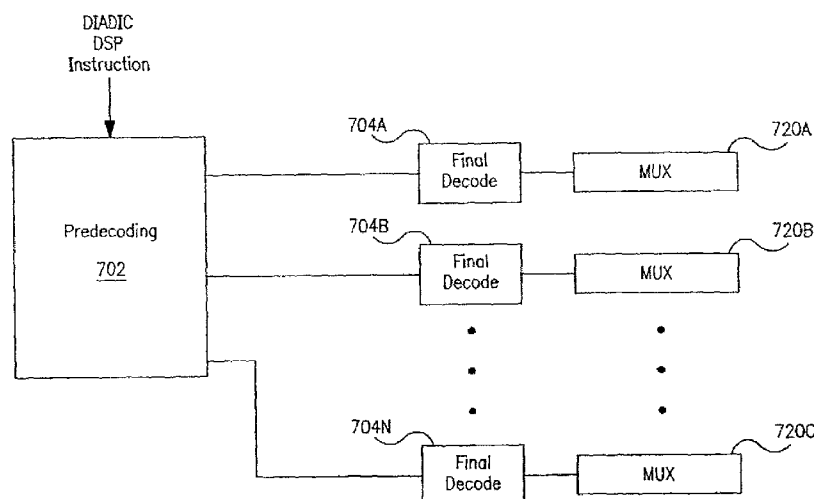 DIADIC
DSP
Instruction
704A
720A
Final
Decode
MUX
Predecoding
702
704B
720B
Final
Decode
MUX
704N
720C
Final
Decode
MUX